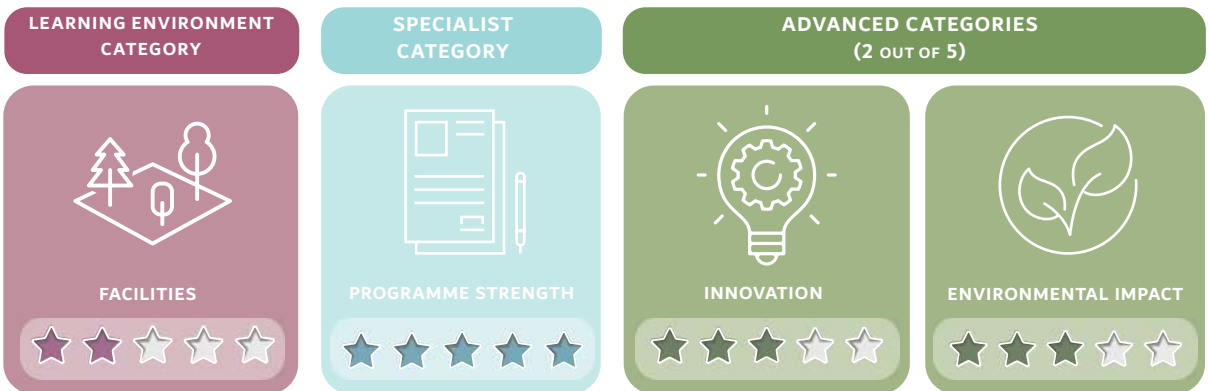 LEARNING ENVIRONMENT
CATEGORY
SPECIALIST
CATEGORY
ADVANCED CATEGORIES
(2 OUT OF 5)
FACILITIES
PROGRAMME STRENGTH
INNOVATION
ENVIRONMENTAL IMPACT